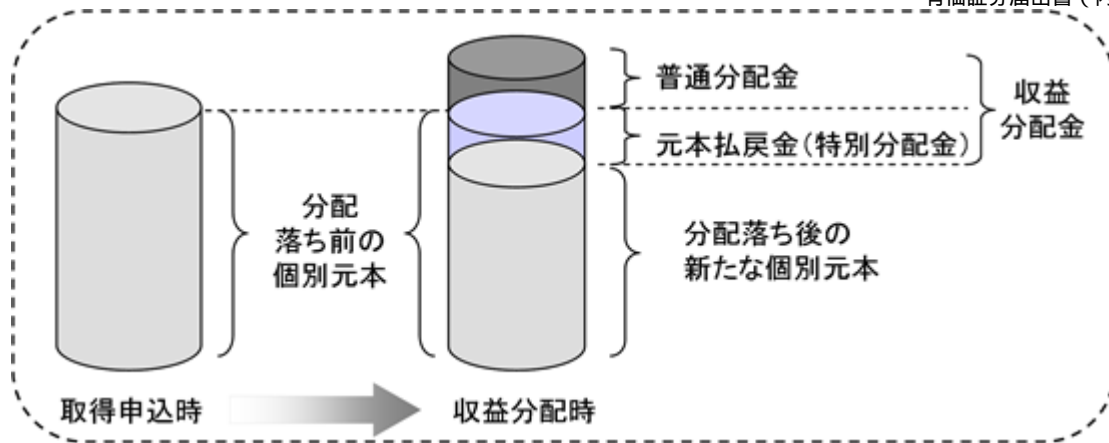 普通分配金
収益
分配金
元本払戻金(特別分配金)
分配
落ち前の
個別元本
分配落ち後の
新たな個別元本
取得申込時
収益分配時